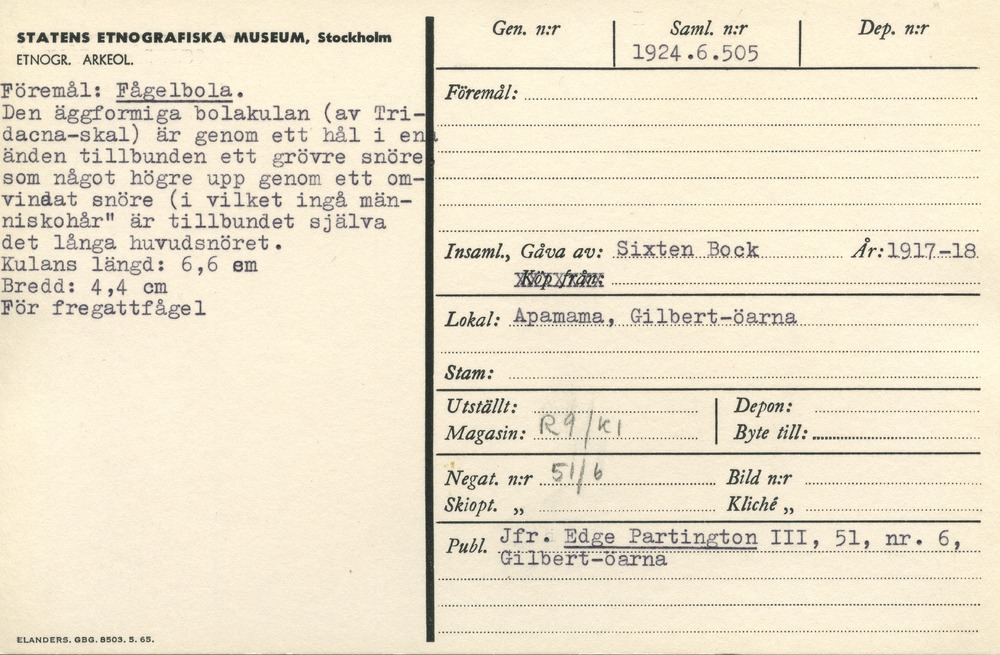 STATENS ETNOGRAFISKA MUSEUM, Stockholm
ETNOGR. ARKEOL.
Föremål: Fågelbola.
Den äggformiga bolakulan (av Tri-
dacna-skal) är genom ett hål i ena
änden tillbunden ett grövre snöre,
som något högre upp genom ett om-
vindat snöre (i vilket ingå män-
niskohår" är tillbundet själva
det långa huvudsnöret.
Kulans längd: 6,6 cm
Bredd: 4,4 cm
För fregattfågel
ELANDERS. GBG. 8503. 5. 65.
Gen. n:r
Saml. n:r
1924.6.505
Dep. n:r
Föremål:
Insaml., Gåva av: Sixten Bock År: 1917-18
Köp från:
Lokal: Apamama, Gilbert-öarna
Stam:
Utställt:
Depon:
Magasin: R9/K1
Byte till:
Negat. n:r 51/6
Bild n:r
Skiopt. „
Kliché „
Publ. Jfr. Edge Partington III, 51, nr. 6,
Gilbert-öarna